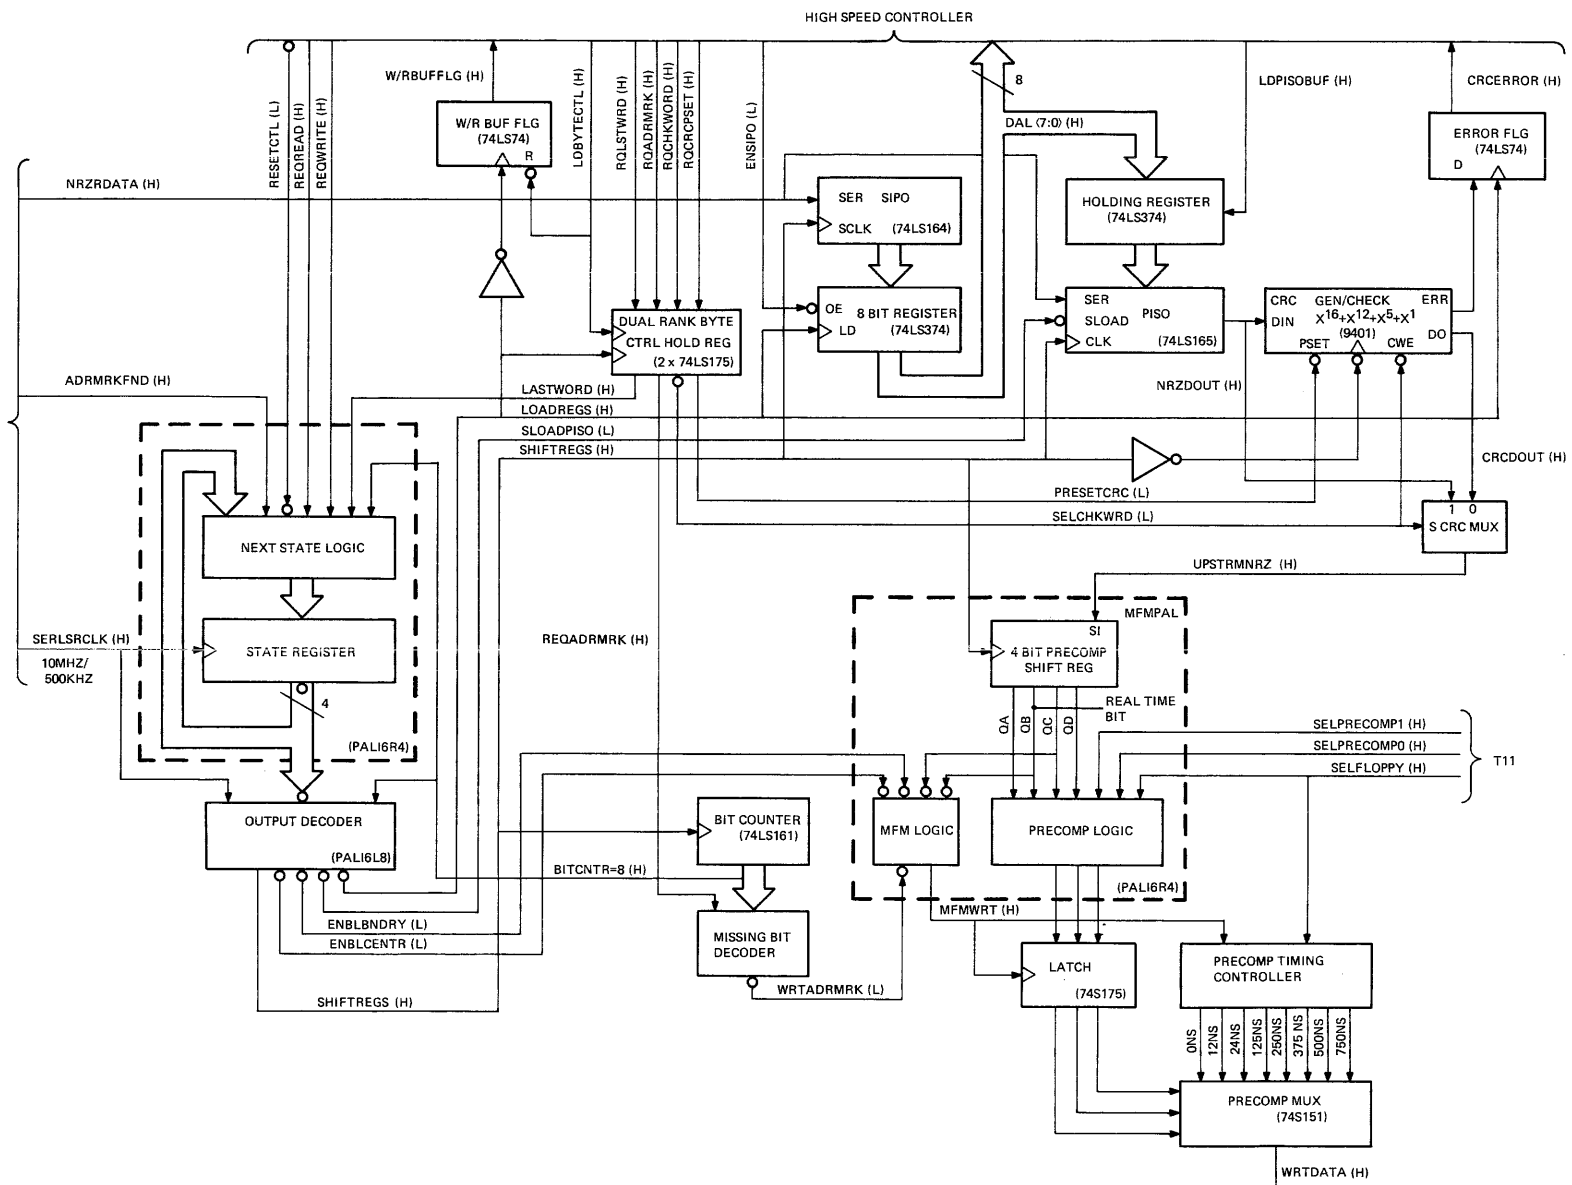 HIGH SPEED CONTROLLER
RESETCTL (L)
REQREAD (H)
REQWRITE (H)
W/RBUFFLG (H)
W/R BUF FLG
(74LS74)
R
LDBYTECTL (H)
RQLSTWRD (H)
RQADRMRK (H)
RQCHKWORD (H)
RQCRCPSET (H)
ENSIPO (L)
8
DAL (7:0) (H)
LDPISOBUF (H)
CRCERROR (H)
ERROR FLG
(74LS74)
D
NRZRDATA (H)
SER SIPO
SCLK (74LS164)
HOLDING REGISTER
(74LS374)
OE 8 BIT REGISTER
(74LS374)
LD
SER
PISO
SLOAD
CLK
(74LS165)
CRC GEN/CHECK ERR
DIN X16+X12+X5+X1
(9401) DO
PSET CWE
DUAL RANK BYTE
CTRL HOLD REG
(2 x 74LS175)
ADRMRKFND (H)
LASTWORD (H)
LOADREGS (H)
SLOADPISO (L)
SHIFTREGS (H)
NRZDOUT (H)
CRCDOUT (H)
PRESETCRC (L)
SELCHKWRD (L)
1 0
S CRC MUX
UPSTRMNRZ (H)
NEXT STATE LOGIC
STATE REGISTER
4
(PALI6R4)
SERLSRCLK (H)
10MHZ/
500KHZ
REQADRMRK (H)
MFMPAL
SI
4 BIT PRECOMP
SHIFT REG
QA
QB
QC
QD
REAL TIME
BIT
SELPRECOMP1 (H)
SELPRECOMP0 (H)
SELFLOPPY (H)
T11
OUTPUT DECODER
(PALI6L8)
BIT COUNTER
(74LS161)
BITCNTR=8 (H)
MFM LOGIC
PRECOMP LOGIC
(PALI6R4)
ENBLBNDRY (L)
ENBLCENTR (L)
SHIFTREGS (H)
MISSING BIT
DECODER
WRTADRMRK (L)
MFMWRT (H)
LATCH
(74S175)
PRECOMP TIMING
CONTROLLER
0NS
12NS
24NS
125NS
250NS
375 NS
500NS
750NS
PRECOMP MUX
(74S151)
WRTDATA (H)